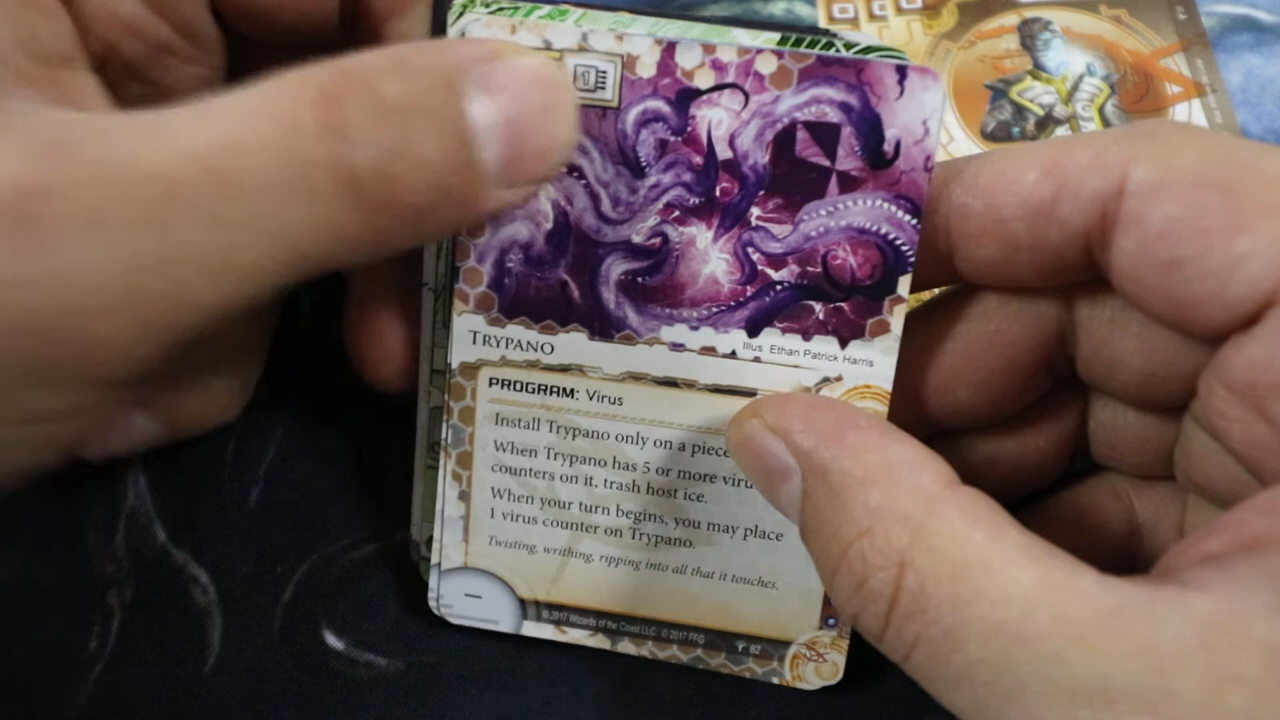 1
TRYPANO
Illus. Ethan Patrick Harris
PROGRAM: Virus
Install Trypano only on a piece
When Trypano has 5 or more viru
counters on it, trash host ice.
When your turn begins, you may place
1 virus counter on Trypano.
Twisting, writhing, ripping into all that it touches.
–
© 2017 Wizards of the Coast LLC. © 2017 FFG
82